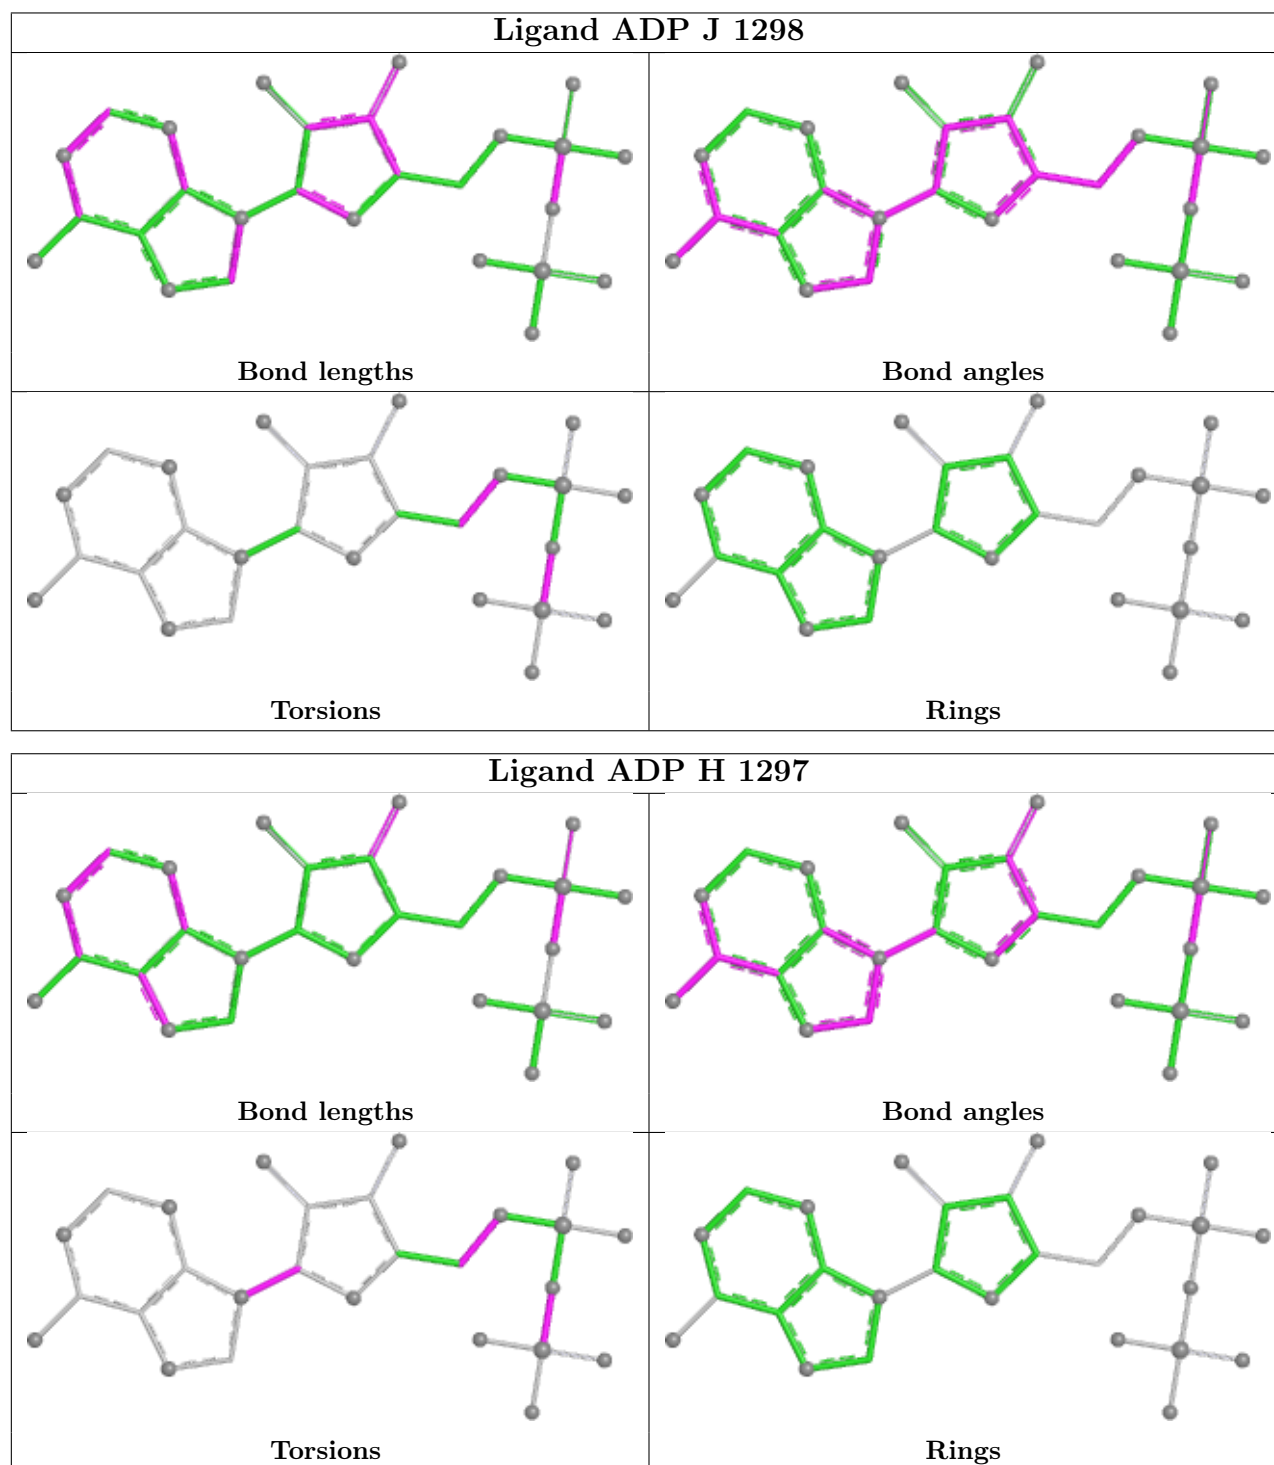 Ligand ADP J 1298
Bond lengths
Bond angles
Torsions
Rings
Ligand ADP H 1297
Bond lengths
Bond angles
Torsions
Rings